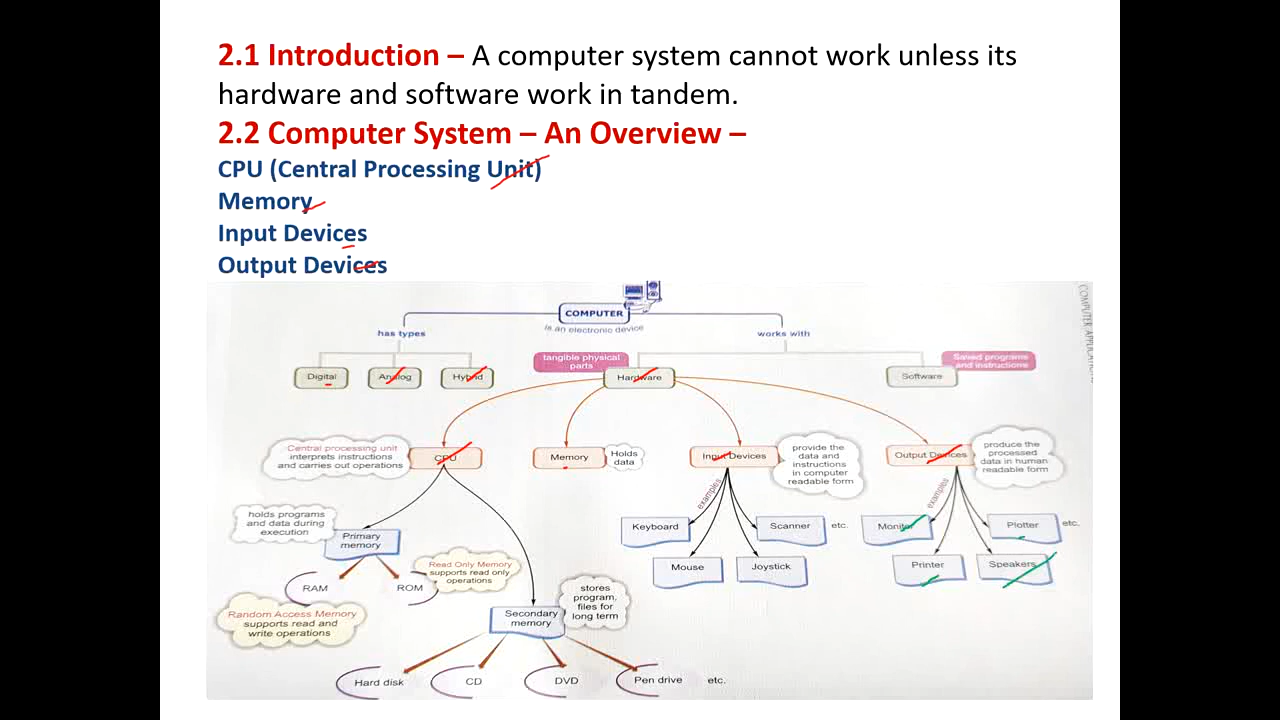 2.1 Introduction – A computer system cannot work unless its
hardware and software work in tandem.
2.2 Computer System – An Overview –
CPU (Central Processing Unit)
Memory
Input Devices
Output Devices
COMPUTER
is an electronic device
has types
works with
COMPUTER APPLICATIONS
tangible physical
parts
Saved programs
and instructions
Digital
Analog
Hybrid
Hardware
Software
Central processing unit
interprets instructions
and carries out operations
CPU
Memory
Holds
data
Input Devices
provide the
data and
instructions
in computer
readable form
Output Devices
produce the
processed
data in human
readable form
examples
examples
holds programs
and data during
execution
Primary
memory
Keyboard
Scanner
etc.
Monitor
Plotter
etc.
Mouse
Joystick
Printer
Speakers
RAM
ROM
Read Only Memory
supports read only
operations
Random Access Memory
supports read and
write operations
Secondary
memory
stores
program,
files for
long term
Hard disk
CD
DVD
Pen drive
etc.